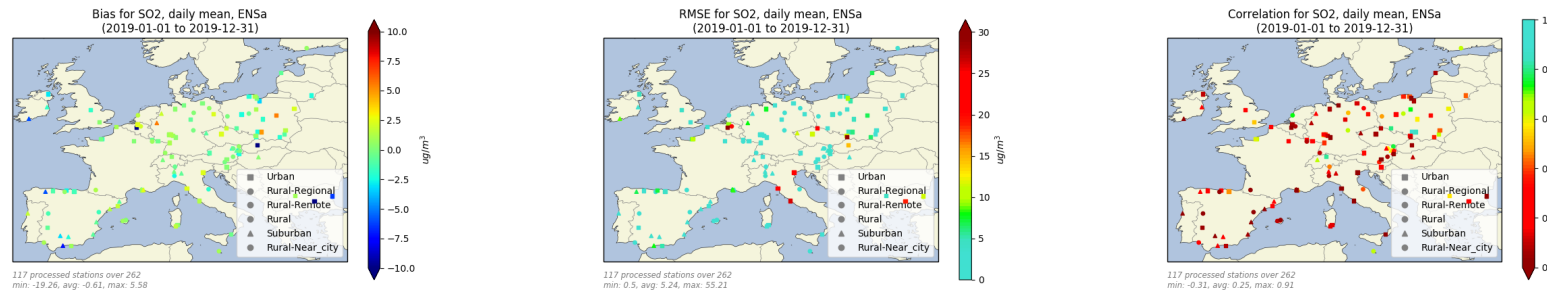 Bias for SO2, daily mean, ENSa
(2019-01-01 to 2019-12-31)
10.0
7.5
5.0
2.5
0.0
−2.5
−5.0
−7.5
−10.0
ug/m³
Urban
Rural-Regional
Rural-Remote
Rural
Suburban
Rural-Near_city
117 processed stations over 262
min: -19.26, avg: -0.61, max: 5.58
RMSE for SO2, daily mean, ENSa
(2019-01-01 to 2019-12-31)
30
25
20
15
10
5
0
ug/m³
Urban
Rural-Regional
Rural-Remote
Rural
Suburban
Rural-Near_city
117 processed stations over 262
min: 0.5, avg: 5.24, max: 55.21
Correlation for SO2, daily mean, ENSa
(2019-01-01 to 2019-12-31)
1
0
0
0
0
0
Urban
Rural-Regional
Rural-Remote
Rural
Suburban
Rural-Near_city
117 processed stations over 262
min: -0.31, avg: 0.25, max: 0.91